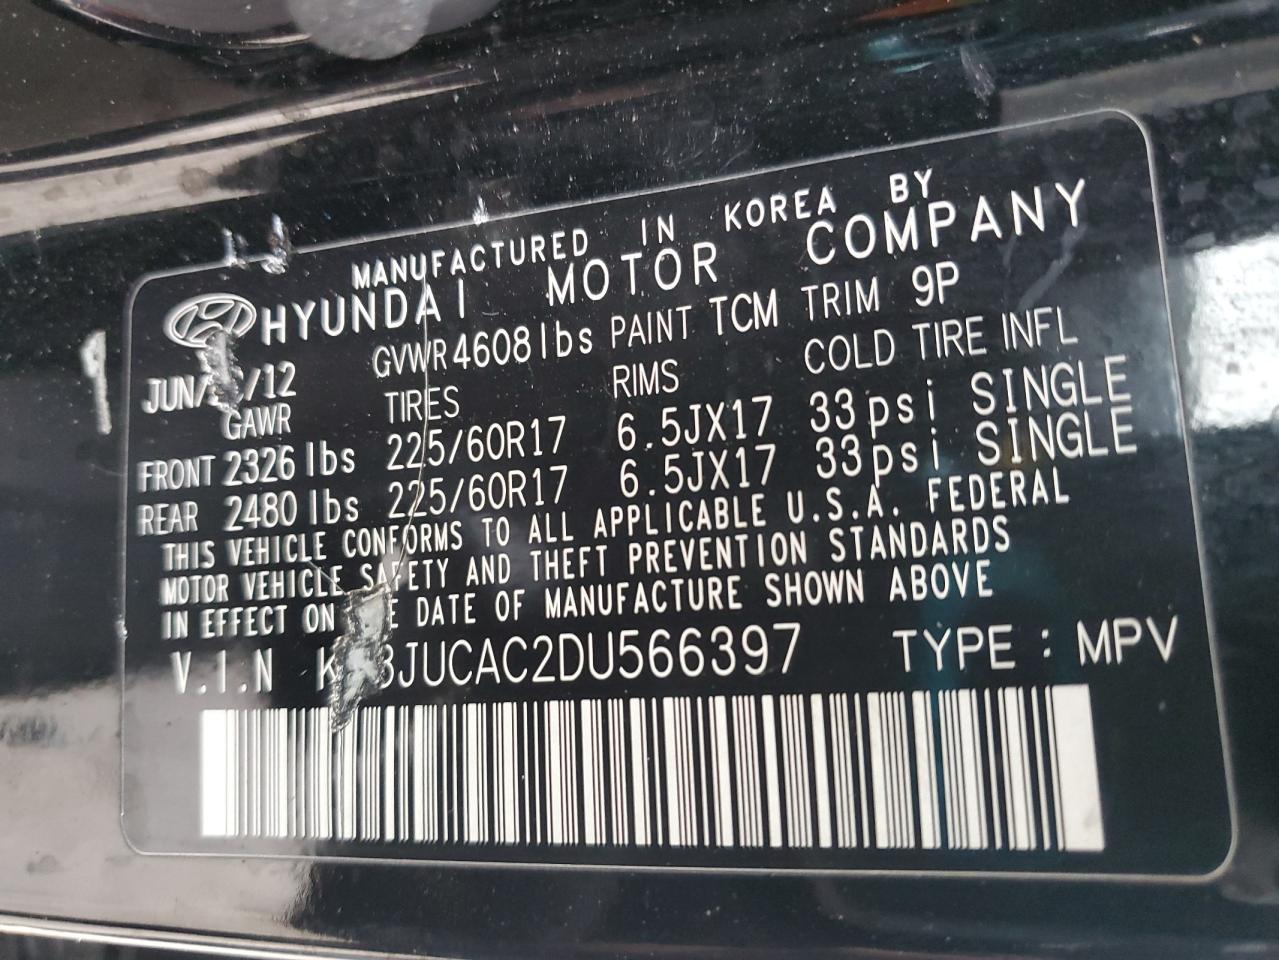 MANUFACTURED IN KOREA BY
HYUNDAI MOTOR COMPANY
GVWR 4608 lbs PAINT TCM TRIM 9P
GAWR TIRES RIMS COLD TIRE INFL
FRONT 2326 lbs 225/60R17 6.5JX17 33psi SINGLE
REAR 2480 lbs 225/60R17 6.5JX17 33psi SINGLE
THIS VEHICLE CONFORMS TO ALL APPLICABLE U.S.A. FEDERAL
MOTOR VEHICLE SAFETY AND THEFT PREVENTION STANDARDS
IN EFFECT ON DATE OF MANUFACTURE SHOWN ABOVE
V.I.N TYPE : MPV